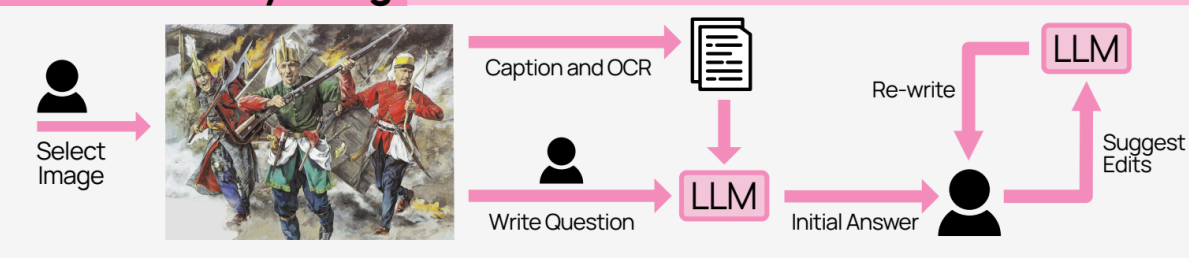 Select
Image
Caption and OCR
Write Question
LLM
Initial Answer
Re-write
LLM
Suggest
Edits